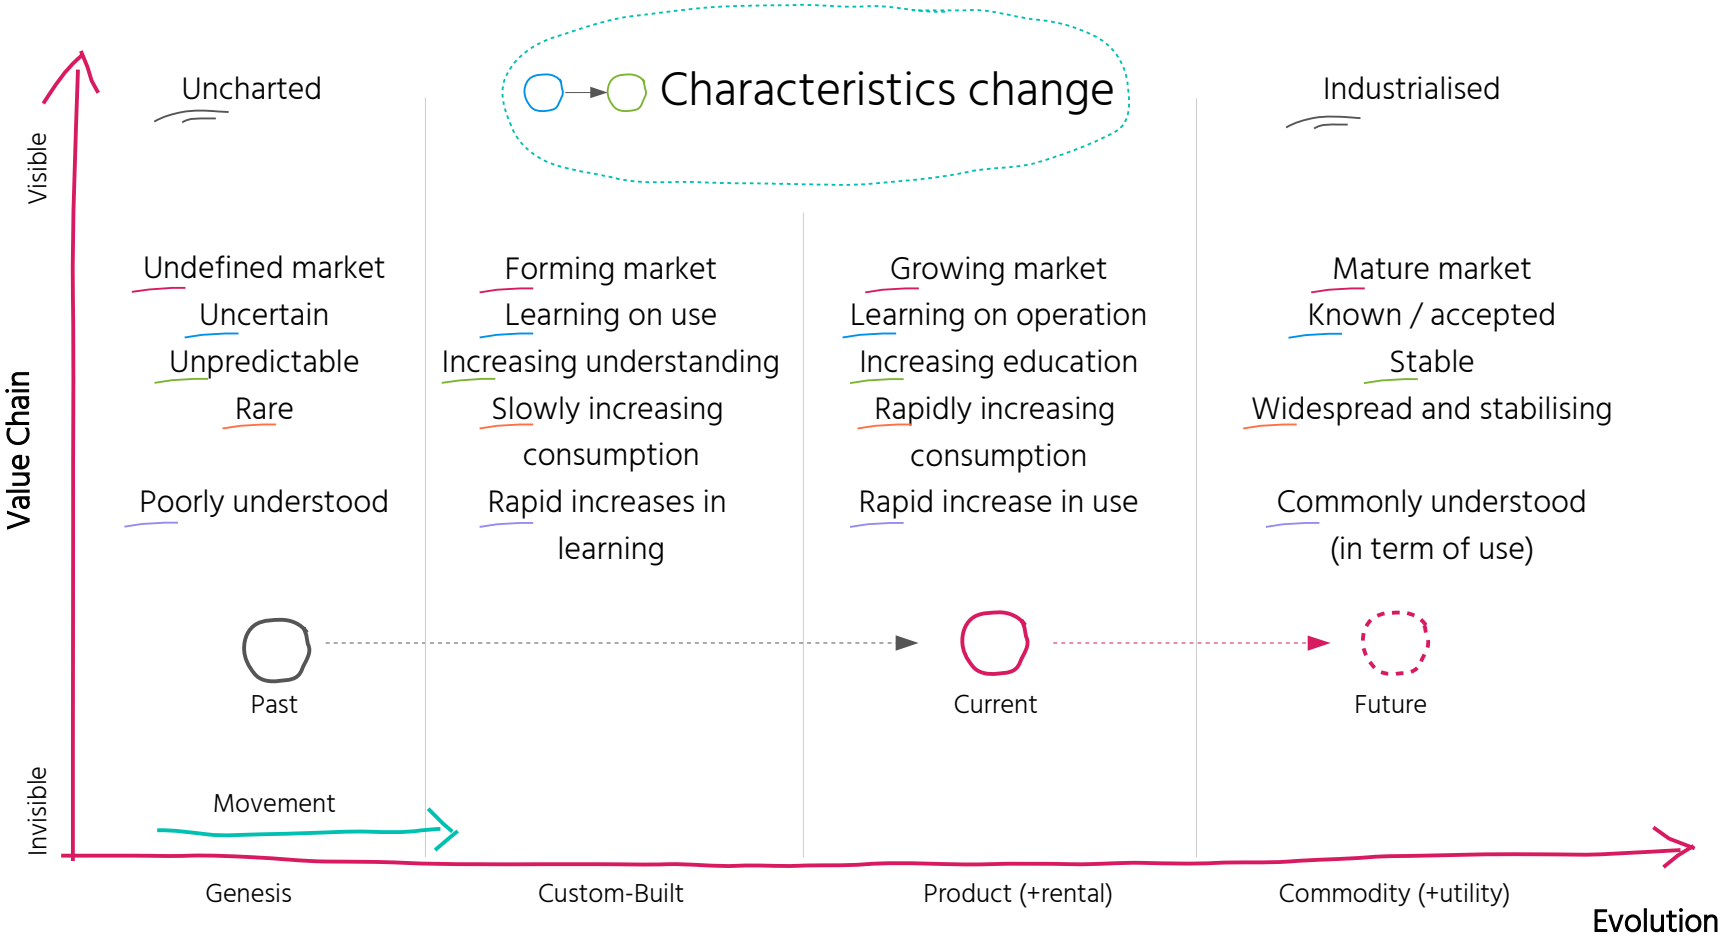 Uncharted
Characteristics change
Industrialised
Visible
Undefined market
Uncertain
Unpredictable
Rare
Poorly understood
Forming market
Learning on use
Increasing understanding
Slowly increasing
consumption
Rapid increases in
learning
Growing market
Learning on operation
Increasing education
Rapidly increasing
consumption
Rapid increase in use
Mature market
Known / accepted
Stable
Widespread and stabilising
Commonly understood
(in term of use)
Value Chain
Past
Current
Future
Invisible
Movement
Genesis
Custom-Built
Product (+rental)
Commodity (+utility)
Evolution